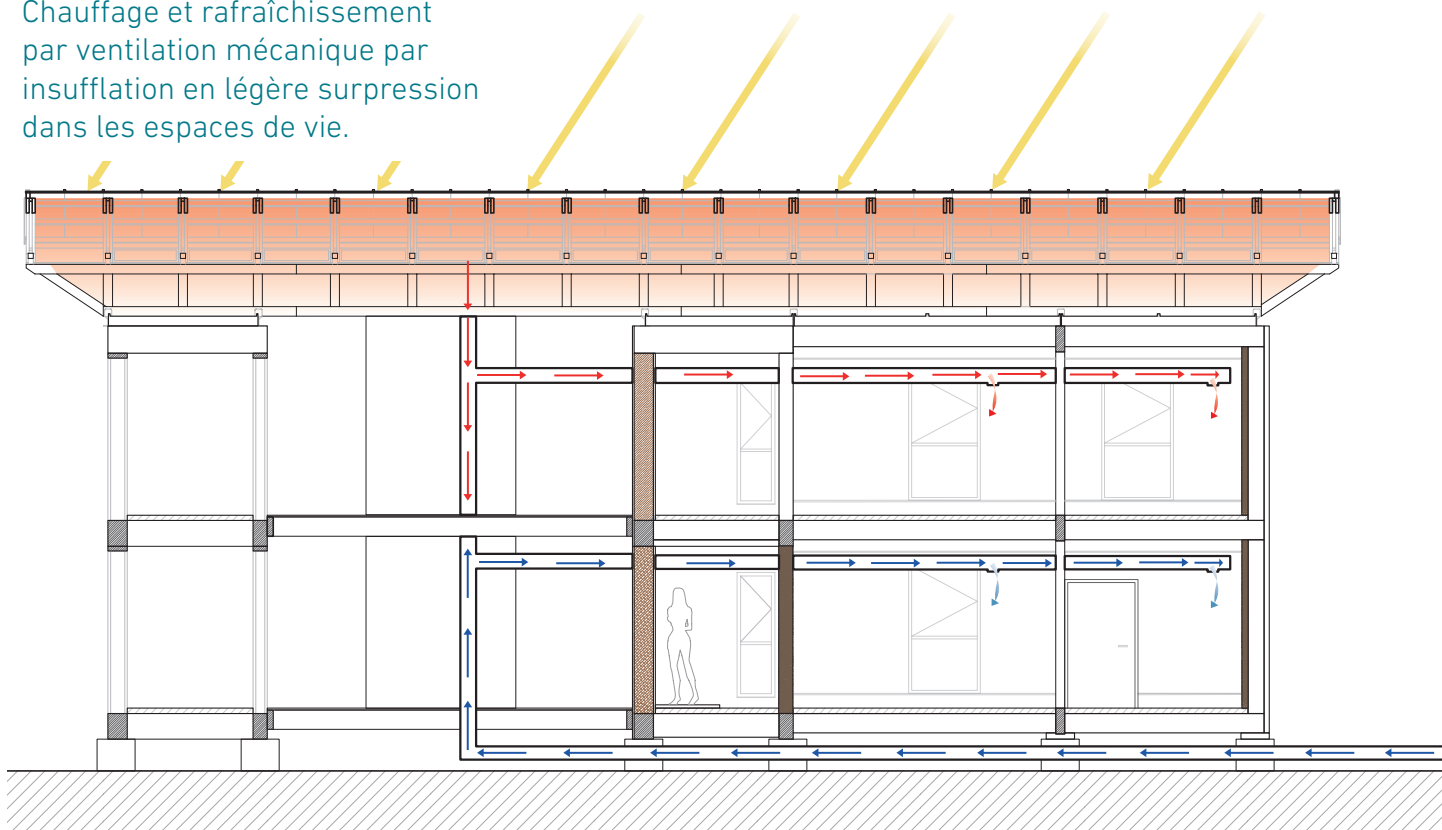 Chauffage et rafraîchissement
par ventilation mécanique par
insufflation en légère surpression
dans les espaces de vie.